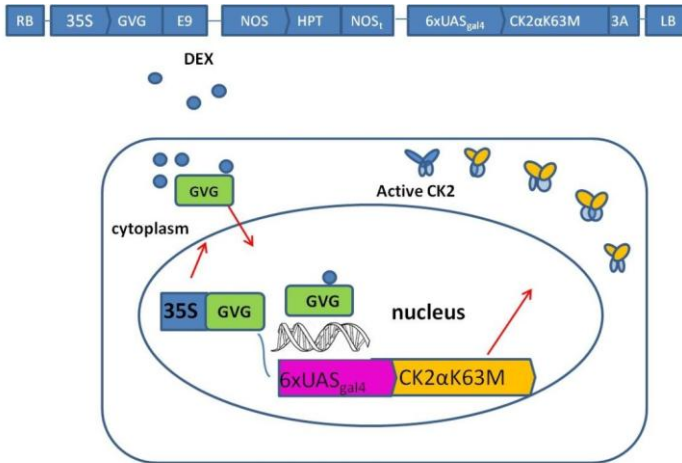 RB 35S GVG E9 NOS HPT NOSt 6xUASgal4 CK2αK63M 3A LB
DEX
GVG
Active CK2
cytoplasm
35S GVG
GVG
nucleus
6xUASgal4 CK2αK63M